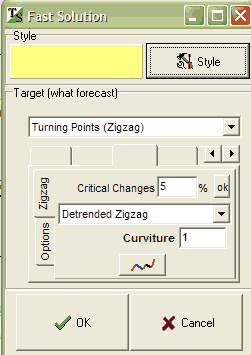 Fast Solution
Style
Style
Target (what forecast)
Turning Points (Zigzag)
Zigzag
Options
Critical Changes 5 % ok
Detrended Zigzag
Curviture 1
OK
Cancel